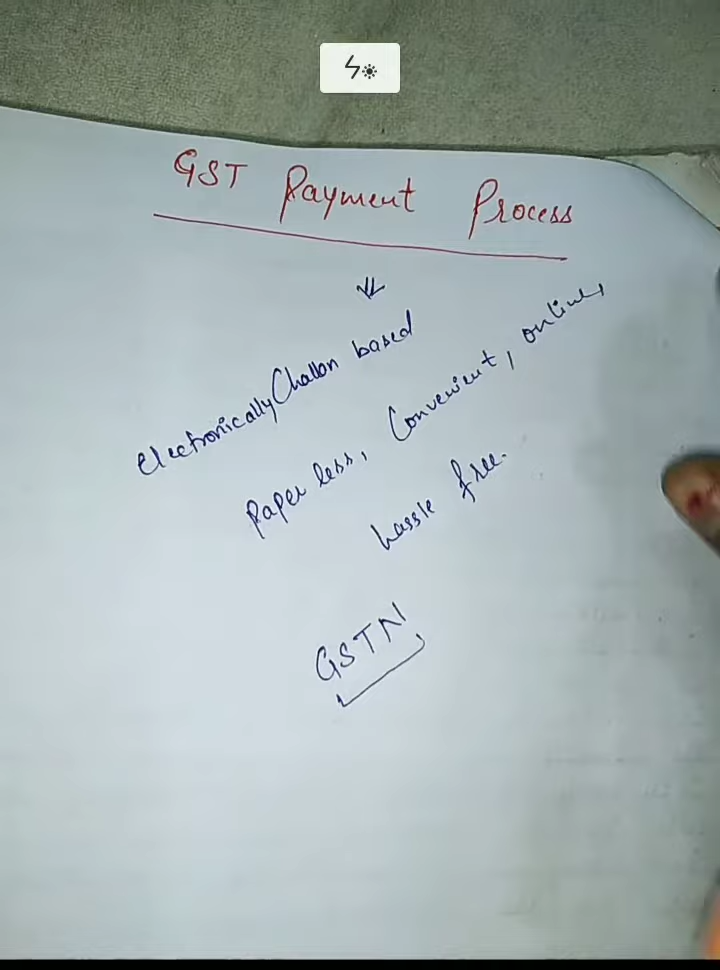 GST Payment Process
Electronically Challan based
Paper less, Convenient, online,
hassle free.
GSTN